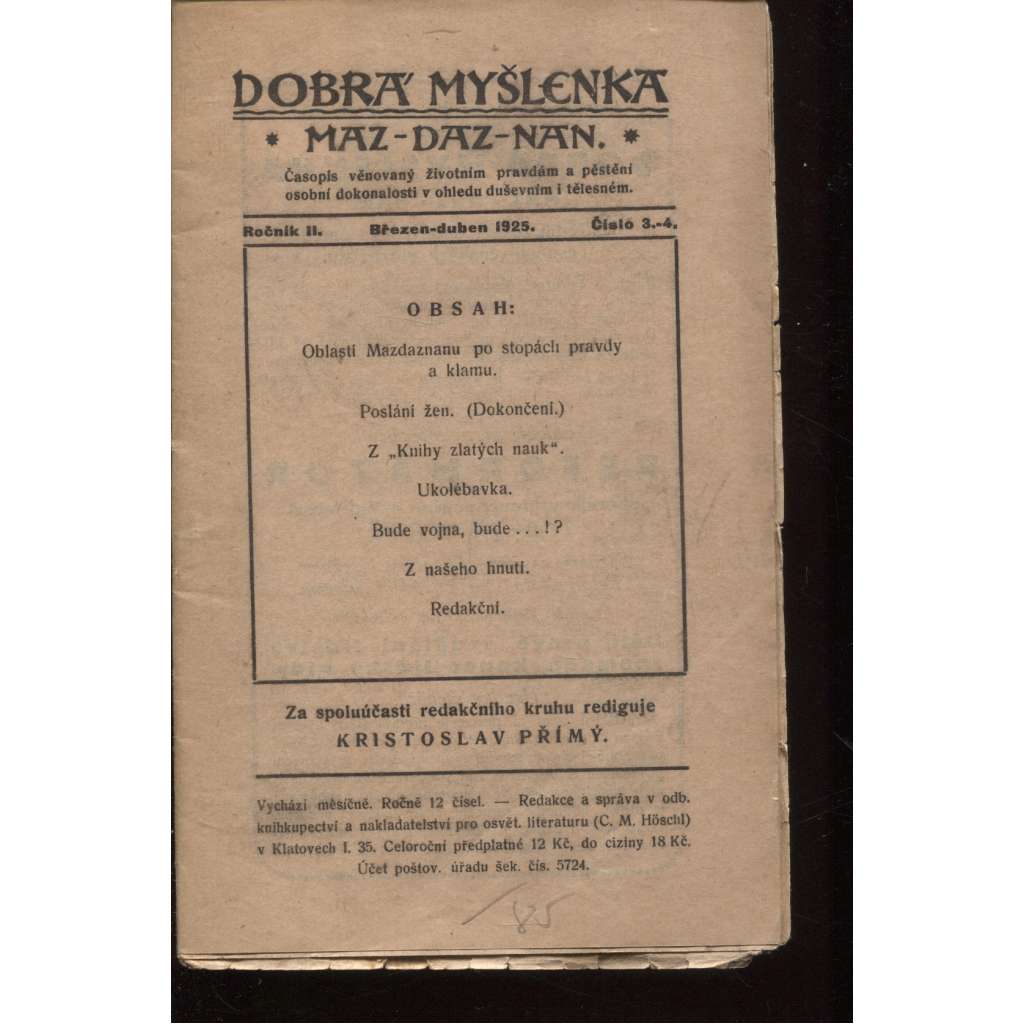 DOBRÁ MYŠLENKA
* MAZ-DAZ-NAN. *
Časopis věnovaný životním pravdám a pěstění
osobní dokonalosti v ohledu duševním i tělesném.
Ročník II. Březen-duben 1925. Číslo 3.-4.
OBSAH:
Oblastí Mazdaznanu po stopách pravdy
a klamu.
Poslání žen. (Dokončení.)
Z „Knihy zlatých nauk“.
Ukolébavka.
Bude vojna, bude...!?
Z našeho hnutí.
Redakční.
Za spoluúčasti redakčního kruhu rediguje
KRISTOSLAV PŘÍMÝ.
Vychází měsíčně. Ročně 12 čísel. — Redakce a správa v odb.
knihkupectví a nakladatelství pro osvět. literaturu (C. M. Höschl)
v Klatovech I. 35. Celoroční předplatné 12 Kč, do ciziny 18 Kč.
Účet poštov. úřadu šek. čís. 5724.
/85